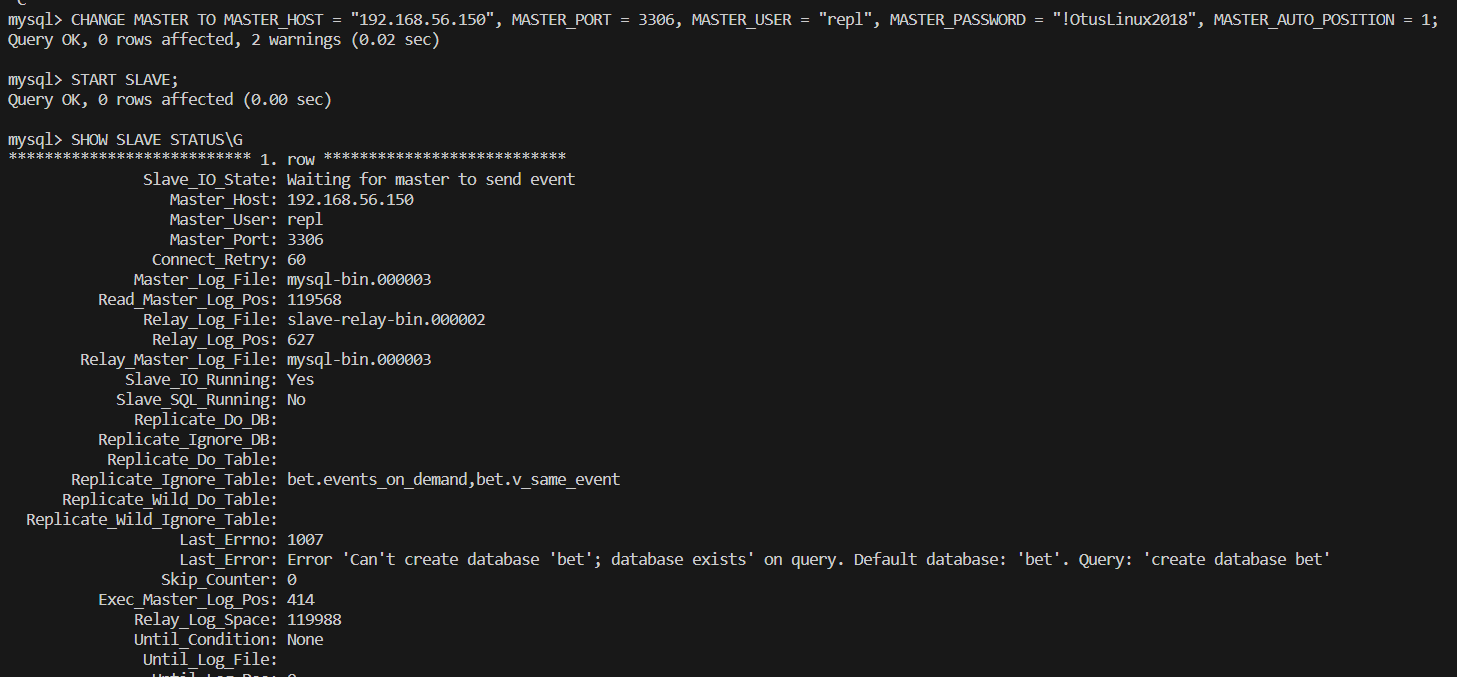 mysql> CHANGE MASTER TO MASTER_HOST = "192.168.56.150", MASTER_PORT = 3306, MASTER_USER = "repl", MASTER_PASSWORD = "!OtusLinux2018", MASTER_AUTO_POSITION = 1;
Query OK, 0 rows affected, 2 warnings (0.02 sec)
mysql> START SLAVE;
Query OK, 0 rows affected (0.00 sec)
mysql> SHOW SLAVE STATUS\G
*************************** 1. row ***************************
Slave_IO_State: Waiting for master to send event
Master_Host: 192.168.56.150
Master_User: repl
Master_Port: 3306
Connect_Retry: 60
Master_Log_File: mysql-bin.000003
Read_Master_Log_Pos: 119568
Relay_Log_File: slave-relay-bin.000002
Relay_Log_Pos: 627
Relay_Master_Log_File: mysql-bin.000003
Slave_IO_Running: Yes
Slave_SQL_Running: No
Replicate_Do_DB:
Replicate_Ignore_DB:
Replicate_Do_Table:
Replicate_Ignore_Table: bet.events_on_demand,bet.v_same_event
Replicate_Wild_Do_Table:
Replicate_Wild_Ignore_Table:
Last_Errno: 1007
Last_Error: Error 'Can't create database 'bet'; database exists' on query. Default database: 'bet'. Query: 'create database bet'
Skip_Counter: 0
Exec_Master_Log_Pos: 414
Relay_Log_Space: 119988
Until_Condition: None
Until_Log_File: